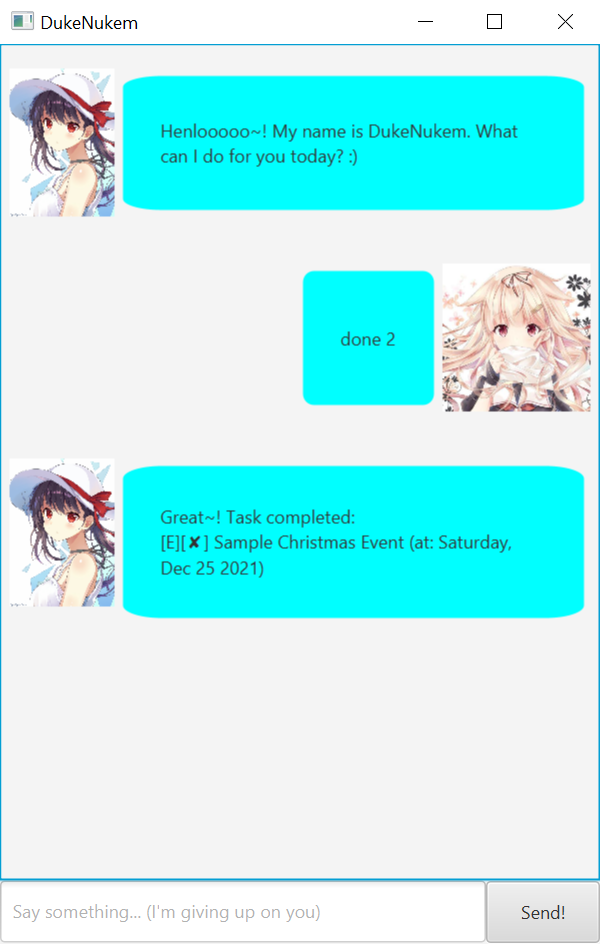 DukeNukem
Henlooooo~! My name is DukeNukem. What
can I do for you today? :)
done 2
Great~! Task completed:
[E][✘] Sample Christmas Event (at: Saturday,
Dec 25 2021)
Say something... (I'm giving up on you)
Send!